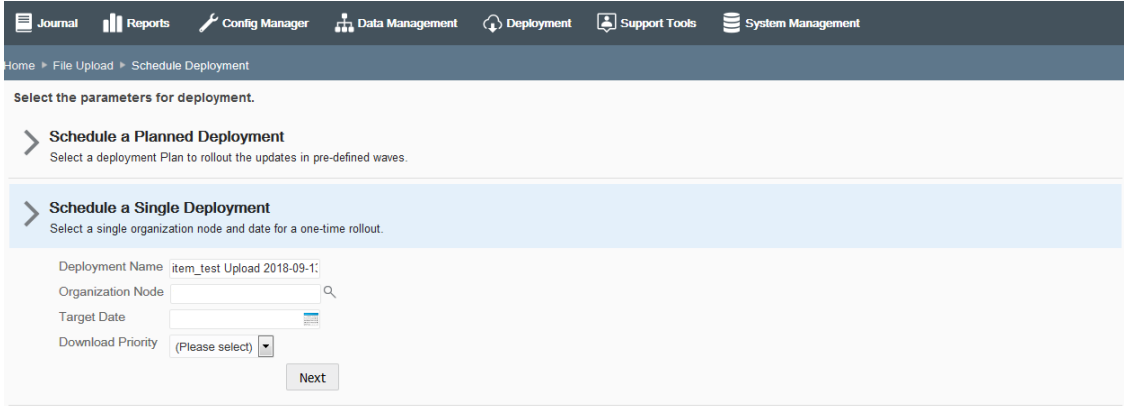 Journal Reports Config Manager Data Management Deployment Support Tools System Management
Home File Upload Schedule Deployment
Select the parameters for deployment.
Schedule a Planned Deployment
Select a deployment Plan to rollout the updates in pre-defined waves.
Schedule a Single Deployment
Select a single organization node and date for a one-time rollout.
Deployment Name item_test Upload 2018-09-1
Organization Node
Target Date
Download Priority (Please select)
Next